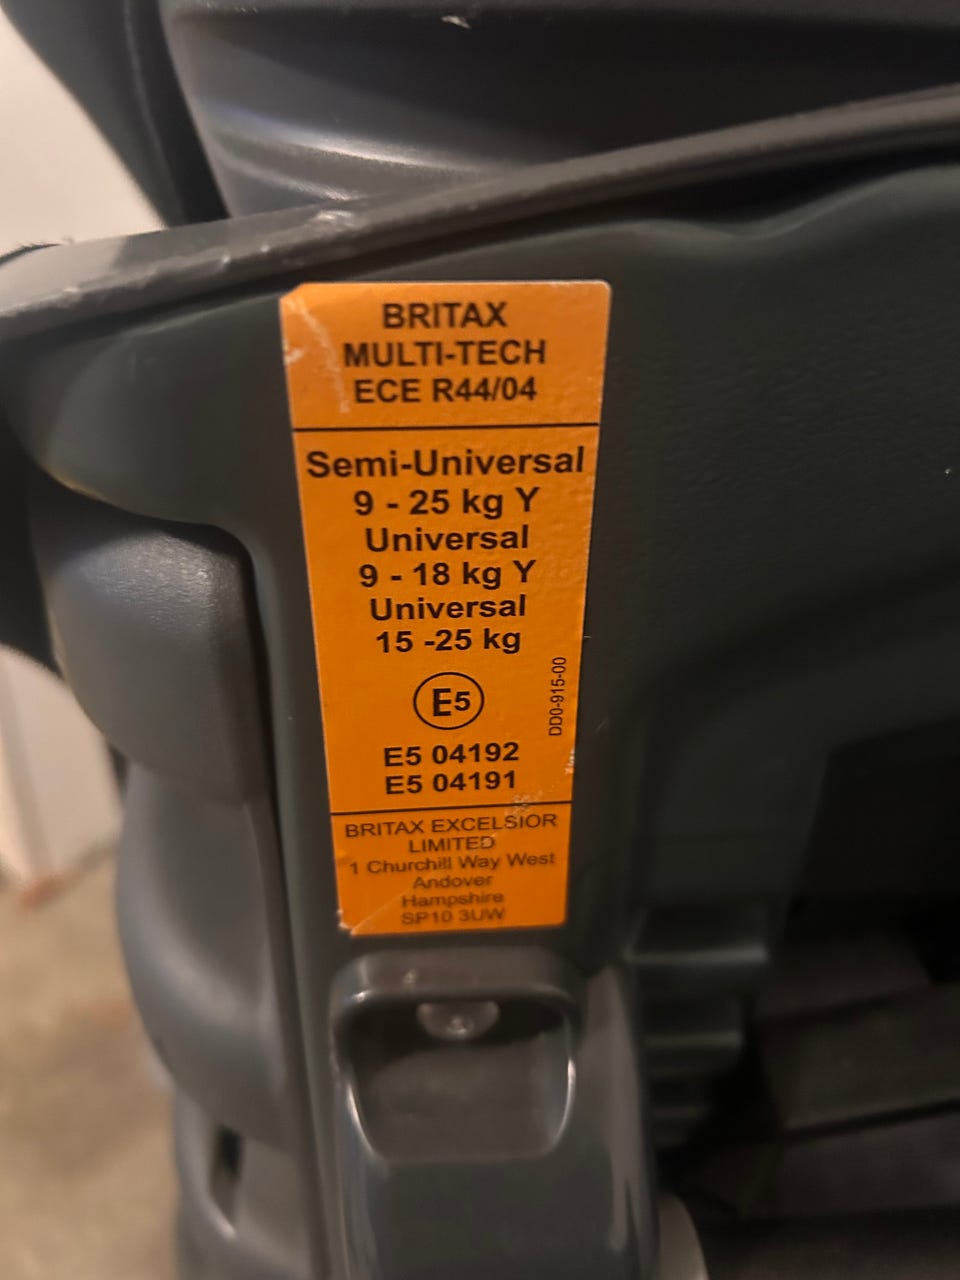 BRITAX
MULTI-TECH
ECE R44/04
Semi-Universal
9 - 25 kg Y
Universal
9 - 18 kg Y
Universal
15 -25 kg
E5
DD0-915-00
E5 04192
E5 04191
BRITAX EXCELSIOR
LIMITED
1 Churchill Way West
Andover
Hampshire
SP10 3UW